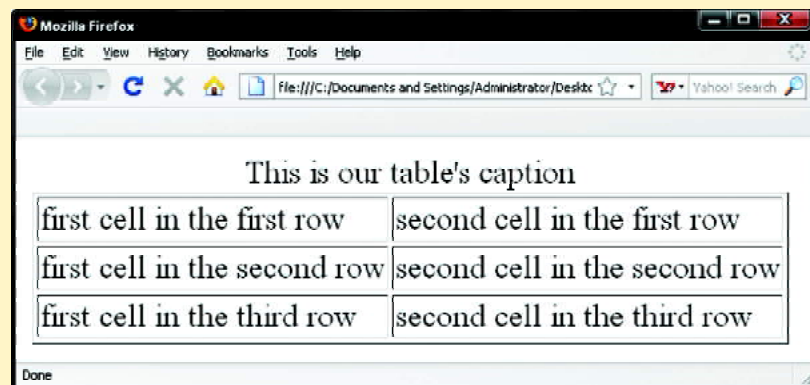 Mozilla Firefox
File Edit View History Bookmarks Tools Help
file:///C:/Documents and Settings/Administrator/Deskto Yahoo! Search
This is our table's caption
first cell in the first row second cell in the first row
first cell in the second row second cell in the second row
first cell in the third row second cell in the third row
Done